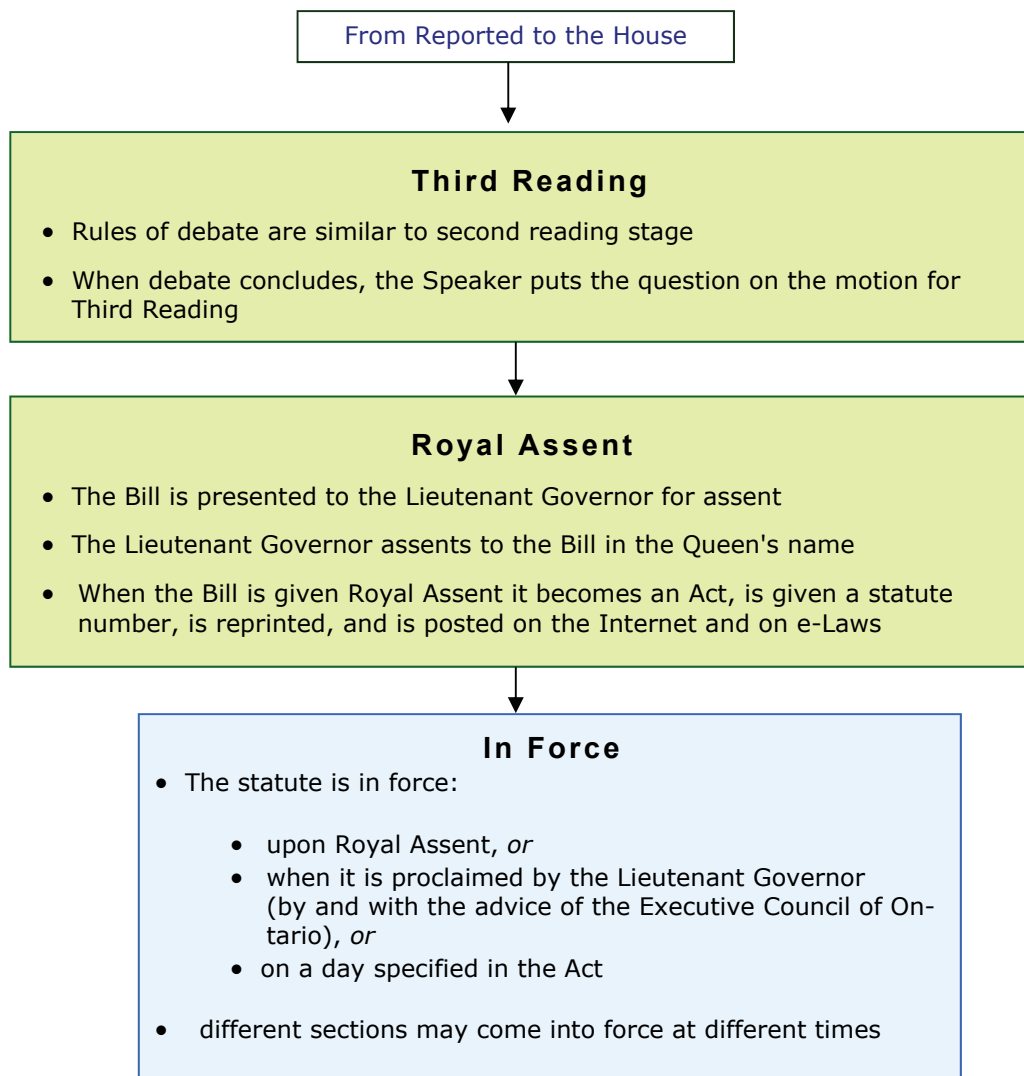 From Reported to the House
Third Reading
• Rules of debate are similar to second reading stage
• When debate concludes, the Speaker puts the question on the motion for
Third Reading
Royal Assent
• The Bill is presented to the Lieutenant Governor for assent
• The Lieutenant Governor assents to the Bill in the Queen's name
• When the Bill is given Royal Assent it becomes an Act, is given a statute
number, is reprinted, and is posted on the Internet and on e-Laws
In Force
• The statute is in force:
• upon Royal Assent, or
• when it is proclaimed by the Lieutenant Governor
(by and with the advice of the Executive Council of On-
tario), or
• on a day specified in the Act
• different sections may come into force at different times